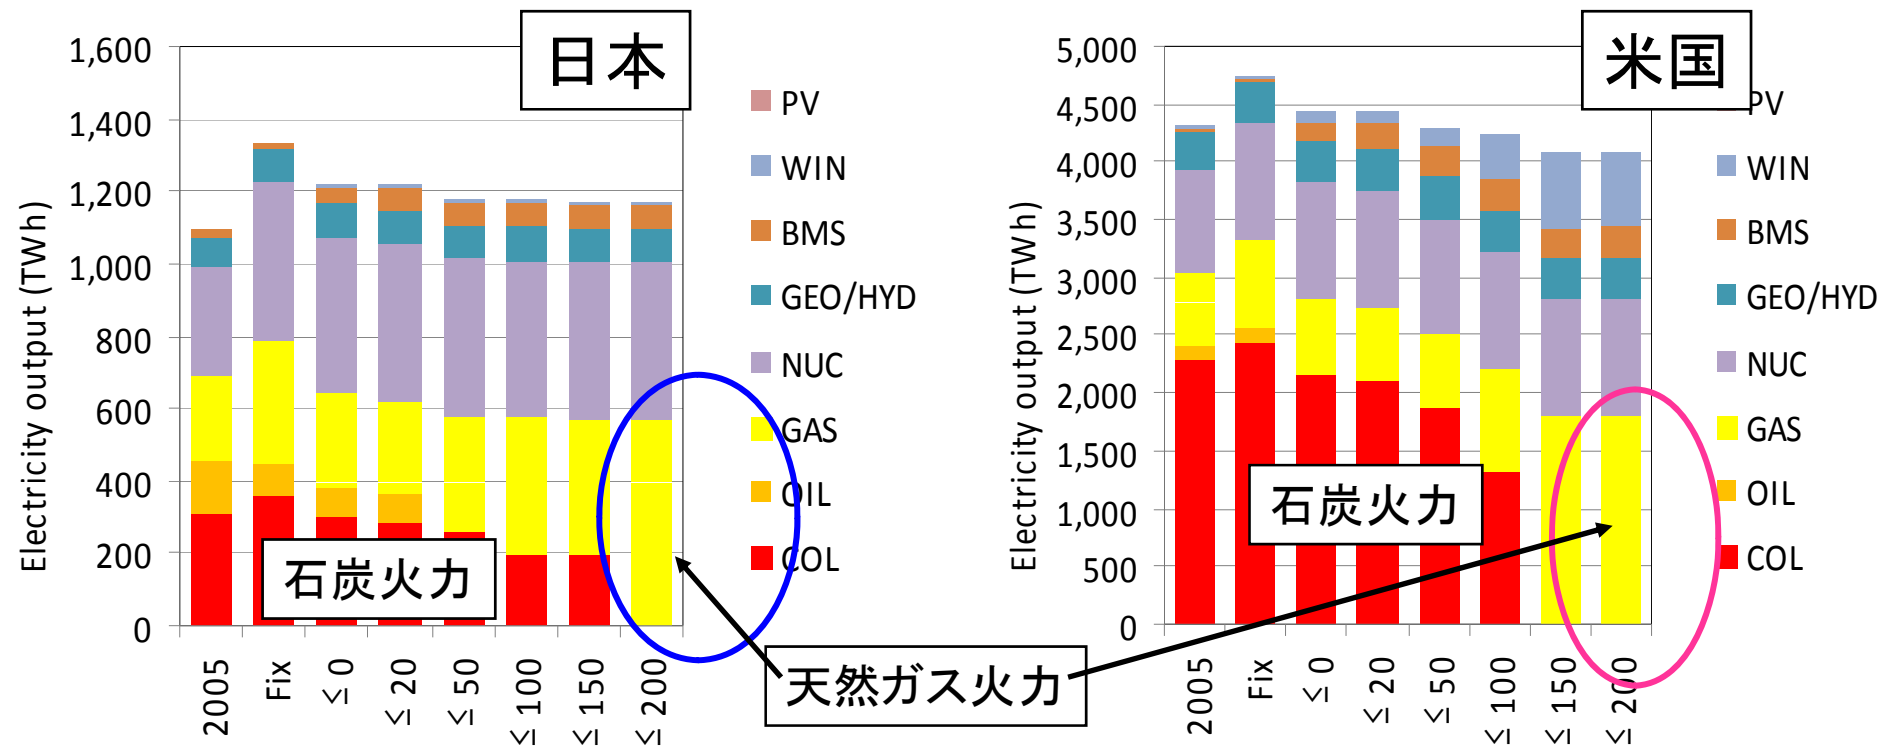 日本
Electricity output (TWh)
1,600
1,400
1,200
1,000
800
600
400
200
0
2005
Fix
≤ 0
≤ 20
≤ 50
≤ 100
≤ 150
≤ 200
PV
WIN
BMS
GEO/HYD
NUC
GAS
OIL
COL
石炭火力
天然ガス火力
米国
Electricity output (TWh)
5,000
4,500
4,000
3,500
3,000
2,500
2,000
1,500
1,000
500
0
2005
Fix
≤ 0
≤ 20
≤ 50
≤ 100
≤ 150
≤ 200
PV
WIN
BMS
GEO/HYD
NUC
GAS
OIL
COL
石炭火力